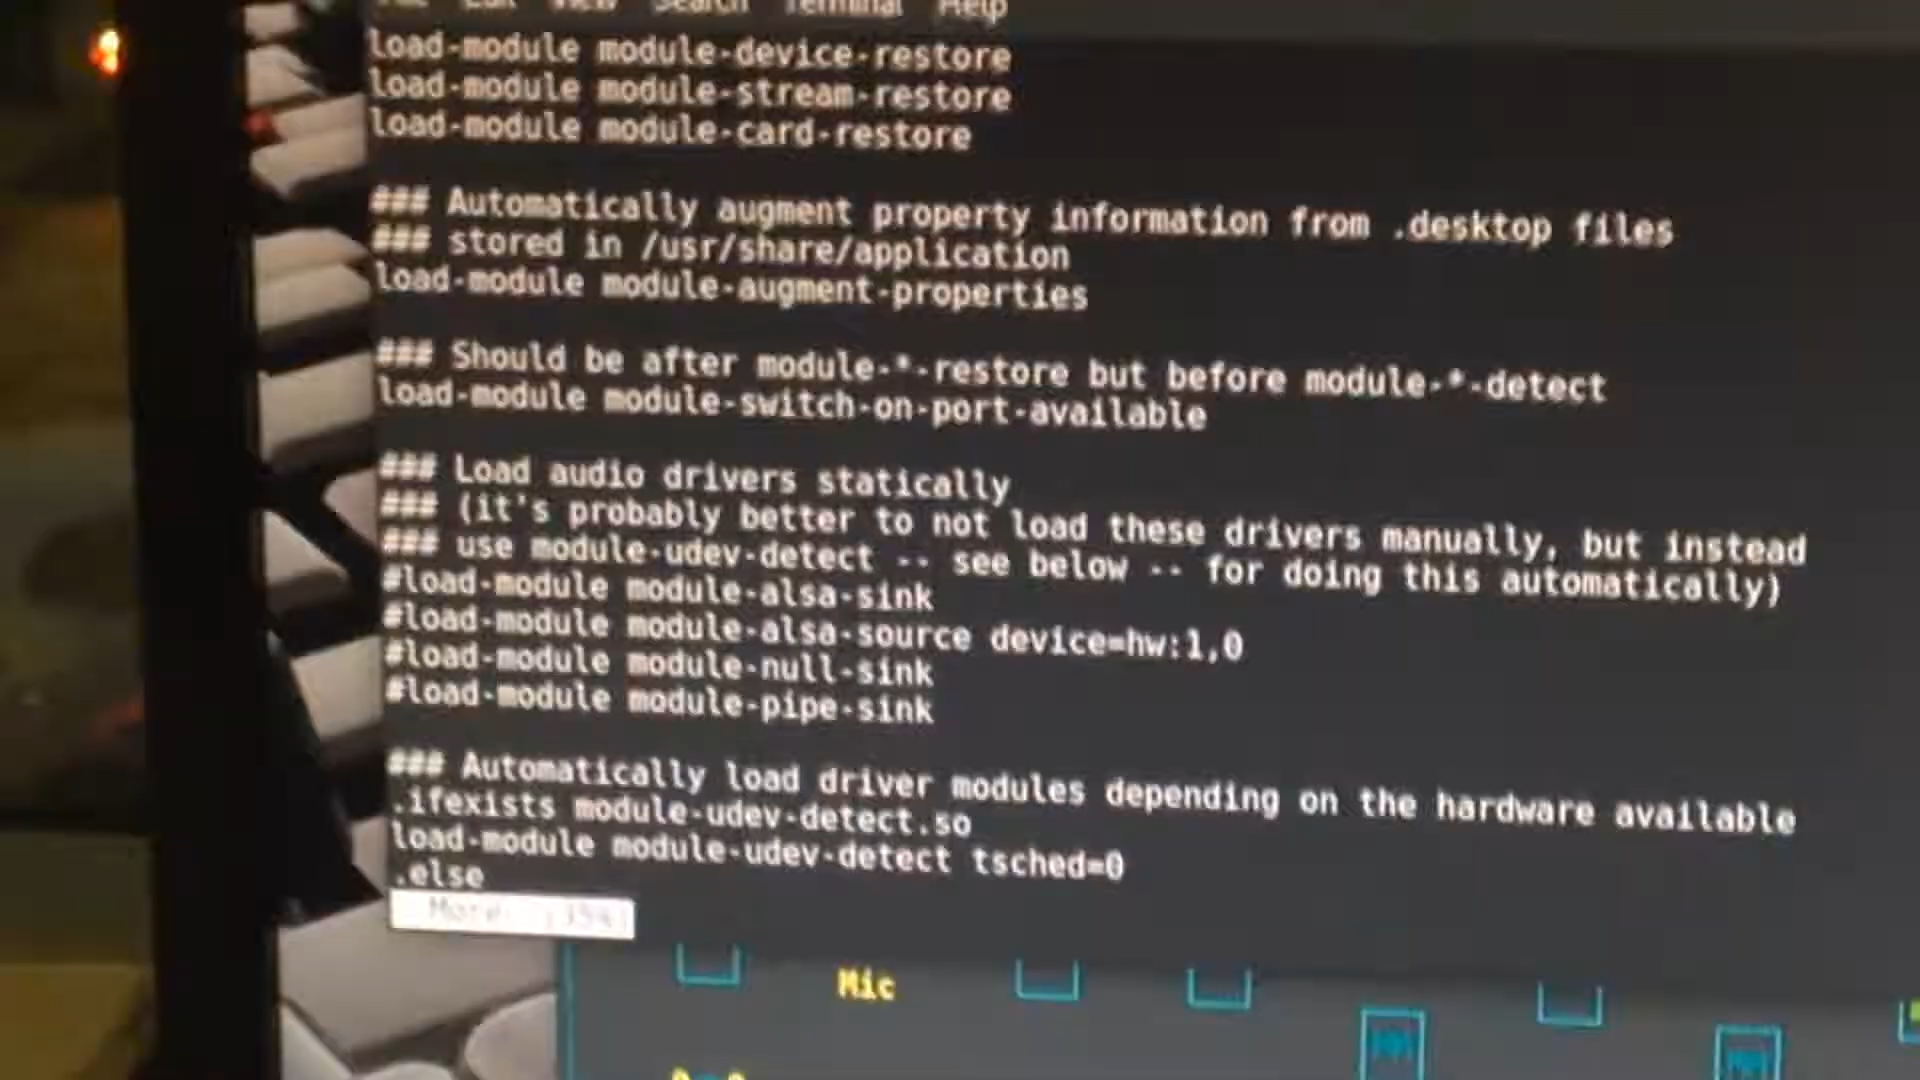 File Edit View Search Terminal Help
load-module module-device-restore
load-module module-stream-restore
load-module module-card-restore
### Automatically augment property information from .desktop files
### stored in /usr/share/application
load-module module-augment-properties
### Should be after module-*-restore but before module-*-detect
load-module module-switch-on-port-available
### Load audio drivers statically
### (it's probably better to not load these drivers manually, but instead
### use module-udev-detect -- see below -- for doing this automatically)
#load-module module-alsa-sink
#load-module module-alsa-source device=hw:1,0
#load-module module-null-sink
#load-module module-pipe-sink
### Automatically load driver modules depending on the hardware available
.ifexists module-udev-detect.so
load-module module-udev-detect tsched=0
.else
Mic